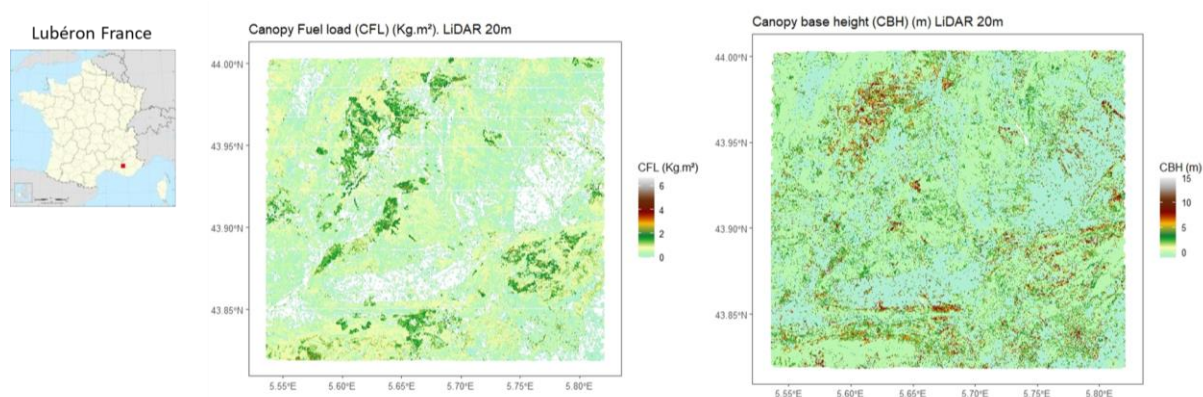 Lubéron France
Canopy Fuel load (CFL) (Kg.m²). LiDAR 20m
44.00°N
43.95°N
43.90°N
43.85°N
5.55°E
5.60°E
5.65°E
5.70°E
5.75°E
5.80°E
CFL (Kg.m²)
6
4
2
0
Canopy base height (CBH) (m) LiDAR 20m
44.00°N
43.95°N
43.90°N
43.85°N
5.55°E
5.60°E
5.65°E
5.70°E
5.75°E
5.80°E
CBH (m)
15
10
5
0